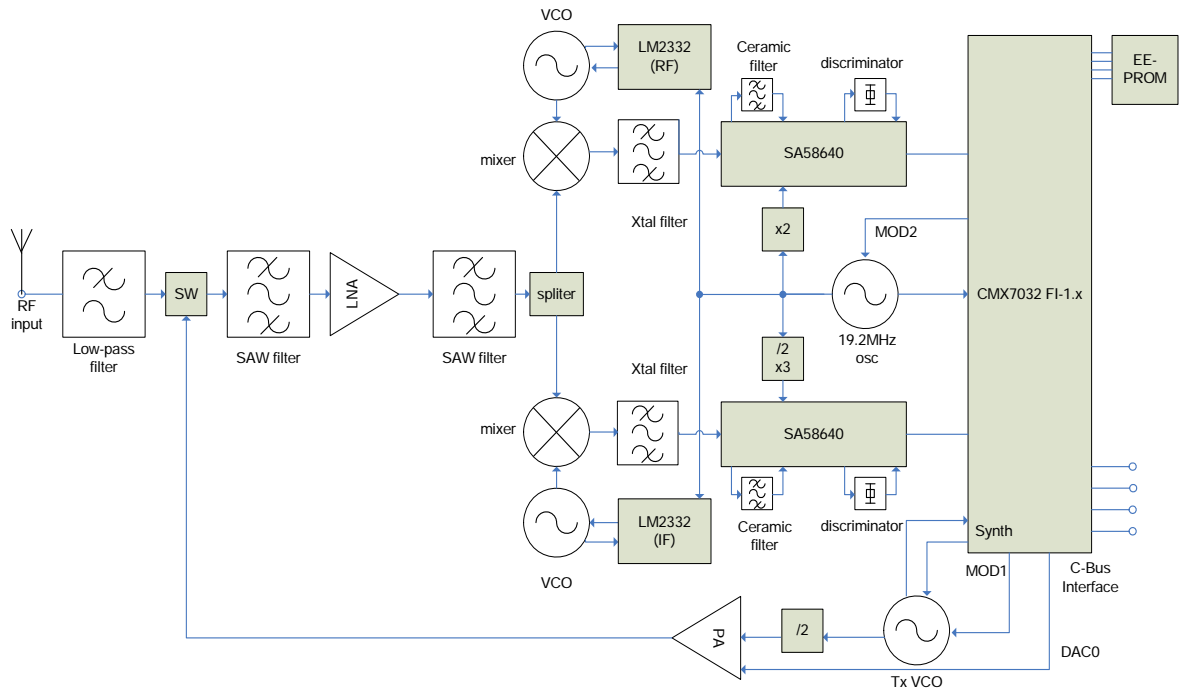 VCO
LM2332
(RF)
Ceramic
filter
discriminator
EE-
PROM
mixer
SA58640
Xtal filter
x2
MOD2
RF
input
Low-pass
filter
SW
SAW filter
LNA
SAW filter
spliter
19.2MHz
osc
CMX7032 FI-1.x
/2
x3
Xtal filter
mixer
SA58640
VCO
LM2332
(IF)
Ceramic
filter
discriminator
Synth
MOD1
C-Bus
Interface
PA
/2
Tx VCO
DAC0